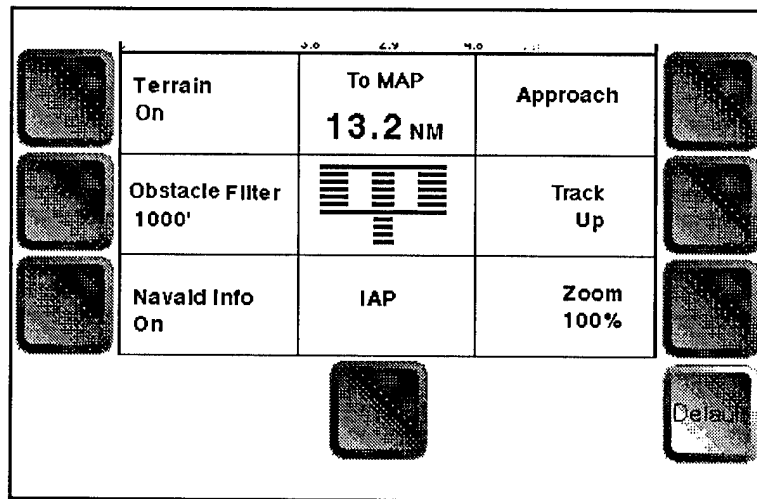 Terrain
On
To MAP
13.2 NM
Approach
Obstacle Filter
1000'
Track
Up
Navaid Info
On
IAP
Zoom
100%
Default